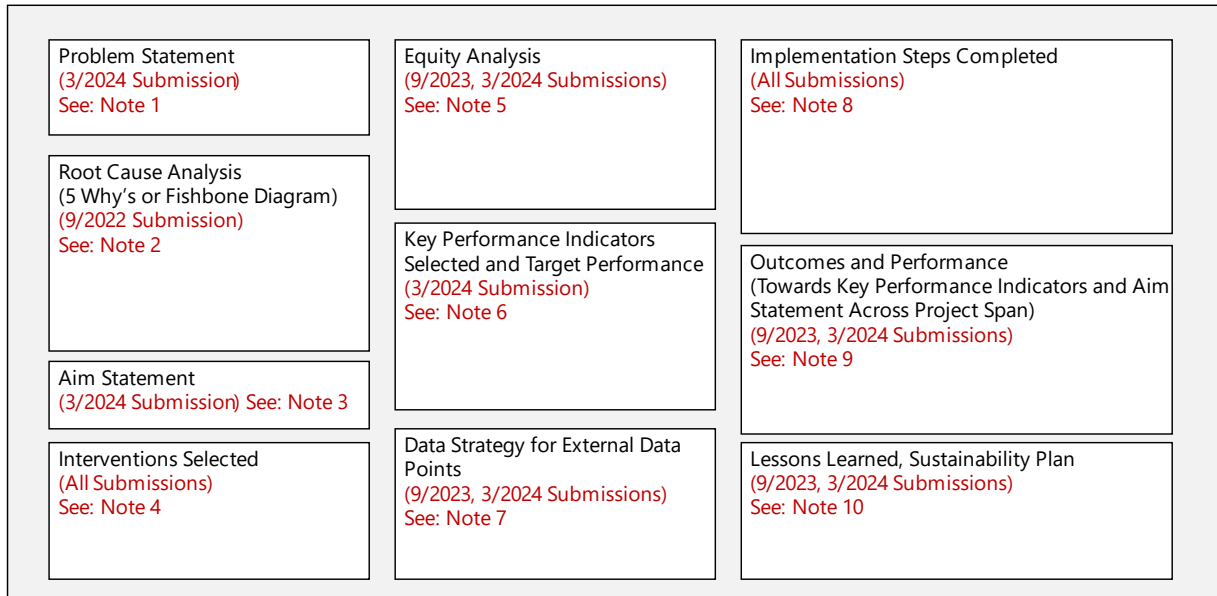 Problem Statement
(3/2024 Submission)
See: Note 1
Root Cause Analysis
(5 Why's or Fishbone Diagram)
(9/2022 Submission)
See: Note 2
Aim Statement
(3/2024 Submission) See: Note 3
Interventions Selected
(All Submissions)
See: Note 4
Equity Analysis
(9/2023, 3/2024 Submissions)
See: Note 5
Key Performance Indicators
Selected and Target Performance
(3/2024 Submission)
See: Note 6
Data Strategy for External Data
Points
(9/2023, 3/2024 Submissions)
See: Note 7
Implementation Steps Completed
(All Submissions)
See: Note 8
Outcomes and Performance
(Towards Key Performance Indicators and Aim
Statement Across Project Span)
(9/2023, 3/2024 Submissions)
See: Note 9
Lessons Learned, Sustainability Plan
(9/2023, 3/2024 Submissions)
See: Note 10